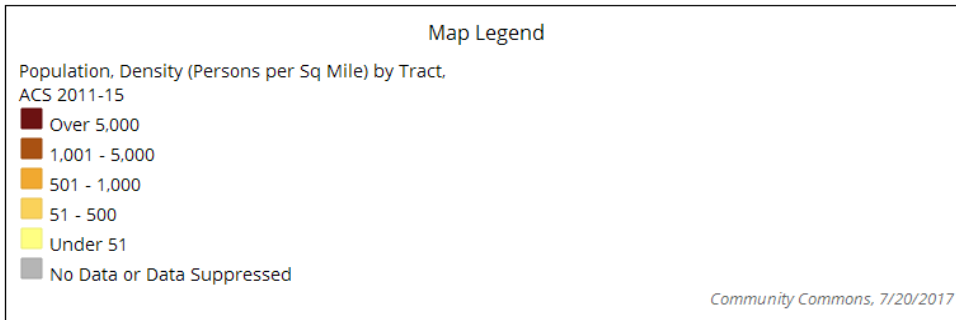 Map Legend
Population, Density (Persons per Sq Mile) by Tract,
ACS 2011-15
Over 5,000
1,001 - 5,000
501 - 1,000
51 - 500
Under 51
No Data or Data Suppressed
Community Commons, 7/20/2017